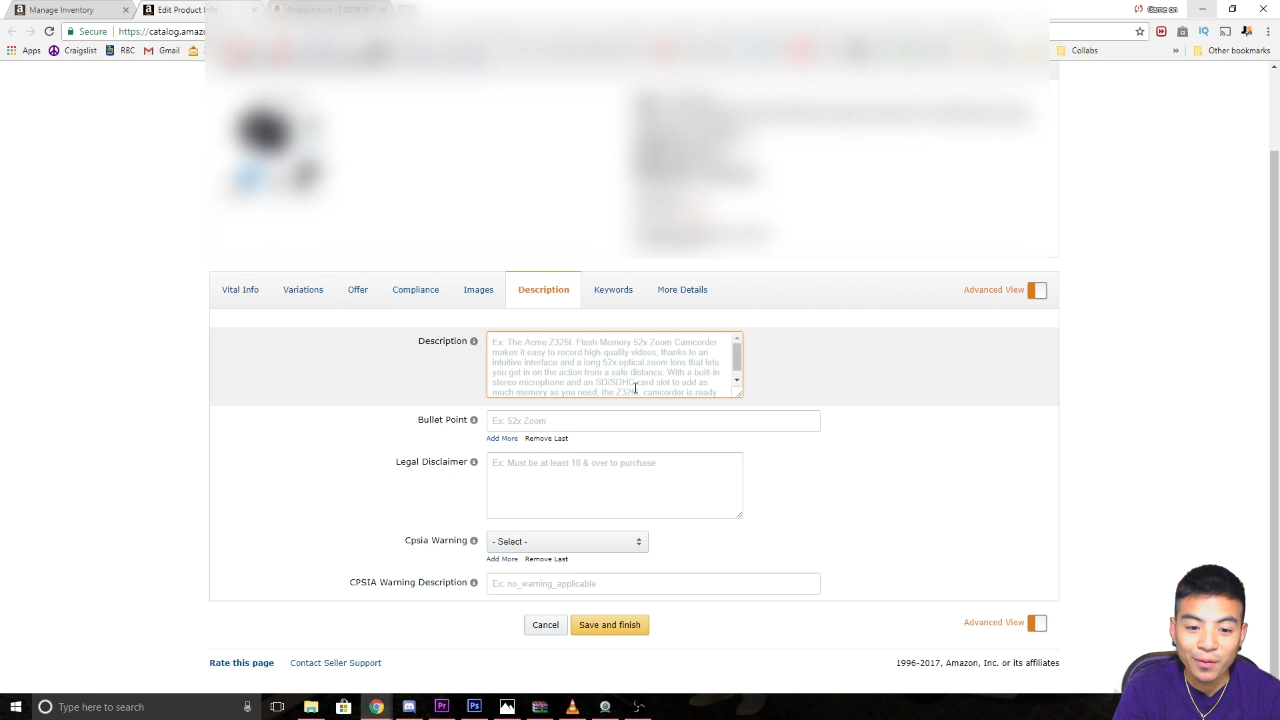 Manage Inventory
Edit Product Info
Amazon.com
Game on
Secure
https://catalog.amaz
Apps
Craigslist
RBC
Gmail
Collabs
»
Other bookmarks
Vital Info
Variations
Offer
Compliance
Images
Description
Keywords
More Details
Advanced View
Description
Ex: The Acme Z325L Flash Memory 52x Zoom Camcorder
makes it easy to record high-quality videos, thanks to an
intuitive interface and a long 52x optical zoom lens that lets
you get in on the action from a safe distance. With a built-in
stereo microphone and an SD/SDHC card slot to add as
much memory as you need, the Z325L camcorder is ready
Bullet Point
Ex: 52x Zoom
Add More
Remove Last
Legal Disclaimer
Ex: Must be at least 18 & over to purchase
Cpsia Warning
- Select -
Add More
Remove Last
CPSIA Warning Description
Ex: no_warning_applicable
Cancel
Save and finish
Advanced View
Rate this page
Contact Seller Support
1996-2017, Amazon, Inc. or its affiliates
Type here to search